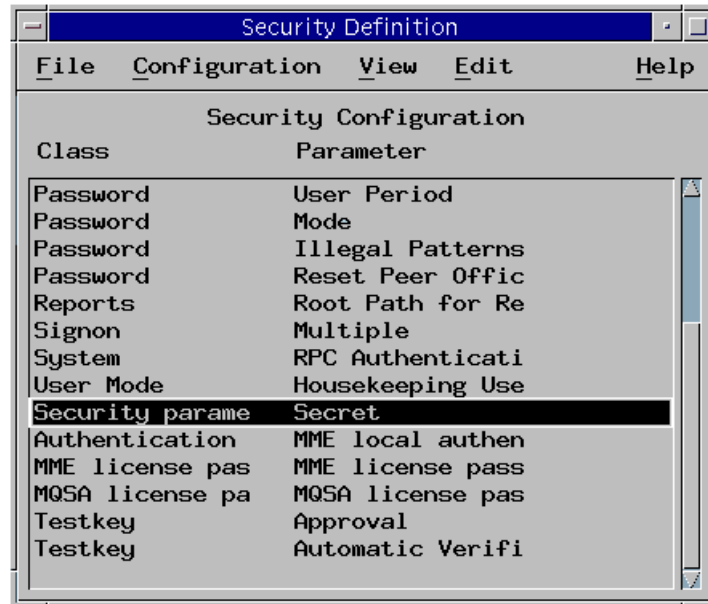 Security Definition
File Configuration View Edit Help
Security Configuration
Class Parameter
Password User Period
Password Mode
Password Illegal Patterns
Password Reset Peer Offic
Reports Root Path for Re
Signon Multiple
System RPC Authenticati
User Mode Housekeeping Use
Security parame Secret
Authentication MME local authen
MME license pas MME license pass
MQSA license pa MQSA license pas
Testkey Approval
Testkey Automatic Verifi